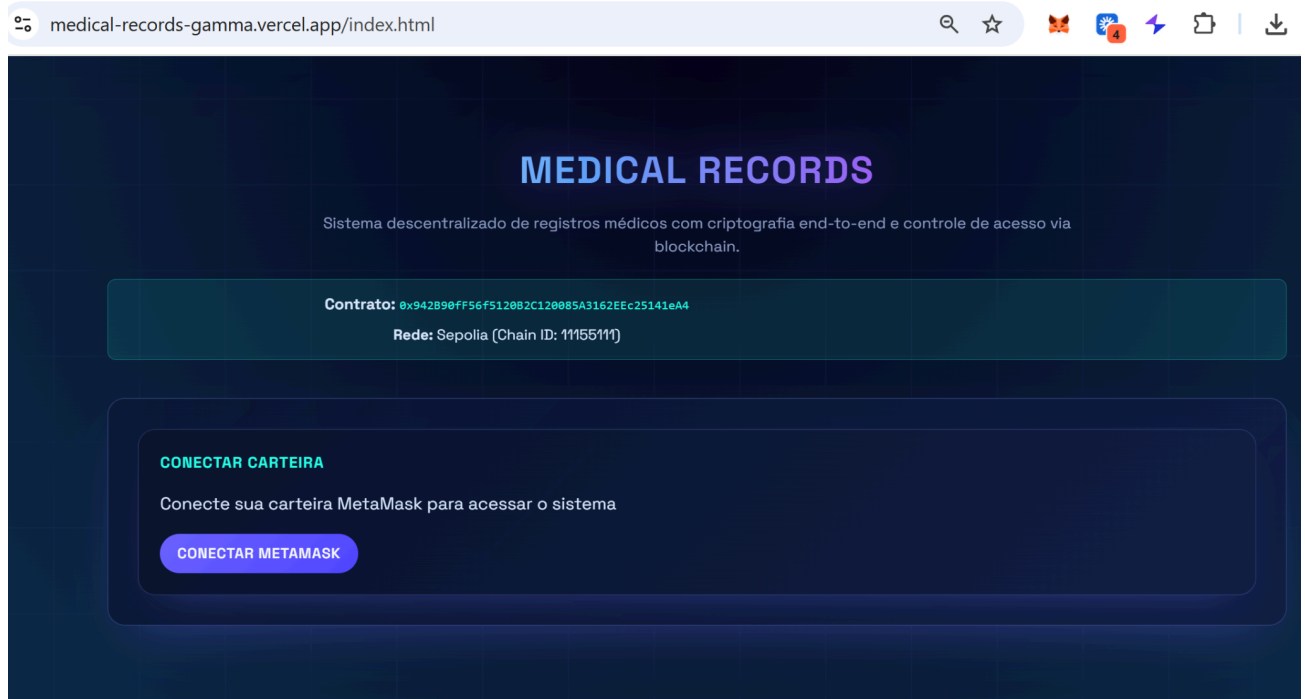 medical-records-gamma.vercel.app/index.html
4
MEDICAL RECORDS
Sistema descentralizado de registros médicos com criptografia end-to-end e controle de acesso via
blockchain.
Contrato: 0x942B90fF56f5120B2C120085A3162EEc25141eA4
Rede: Sepolia (Chain ID: 11155111)
CONECTAR CARTEIRA
Conecte sua carteira MetaMask para acessar o sistema
CONECTAR METAMASK